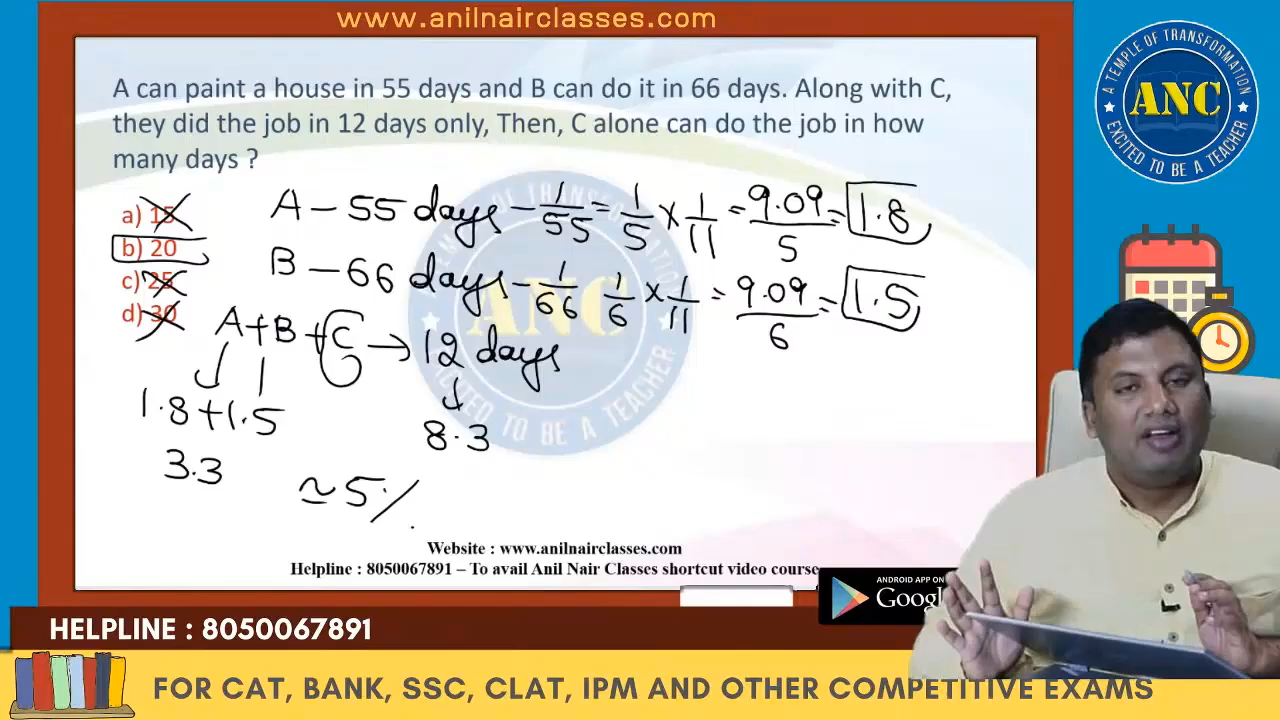 www.anilnairclasses.com
A TEMPLE OF TRANSFORMATION
ANC
EXCITED TO BE A TEACHER
A can paint a house in 55 days and B can do it in 66 days. Along with C,
they did the job in 12 days only, Then, C alone can do the job in how
many days ?
a) 15
b) 20
c) 25
d) 30
A – 55 days – 1/55 = 1/5 × 1/11 = 9.09/5 = 1.8
B – 66 days – 1/66 1/6 × 1/11 = 9.09/6 = 1.5
A + B + C → 12 days
1.8 + 1.5
8.3
3.3
≃ 5%
ANC
TO BE A TEACHER
Website : www.anilnairclasses.com
Helpline : 8050067891 – To avail Anil Nair Classes shortcut video course
ANDROID APP ON
Google
HELPLINE : 8050067891
FOR CAT, BANK, SSC, CLAT, IPM AND OTHER COMPETITIVE EXAMS